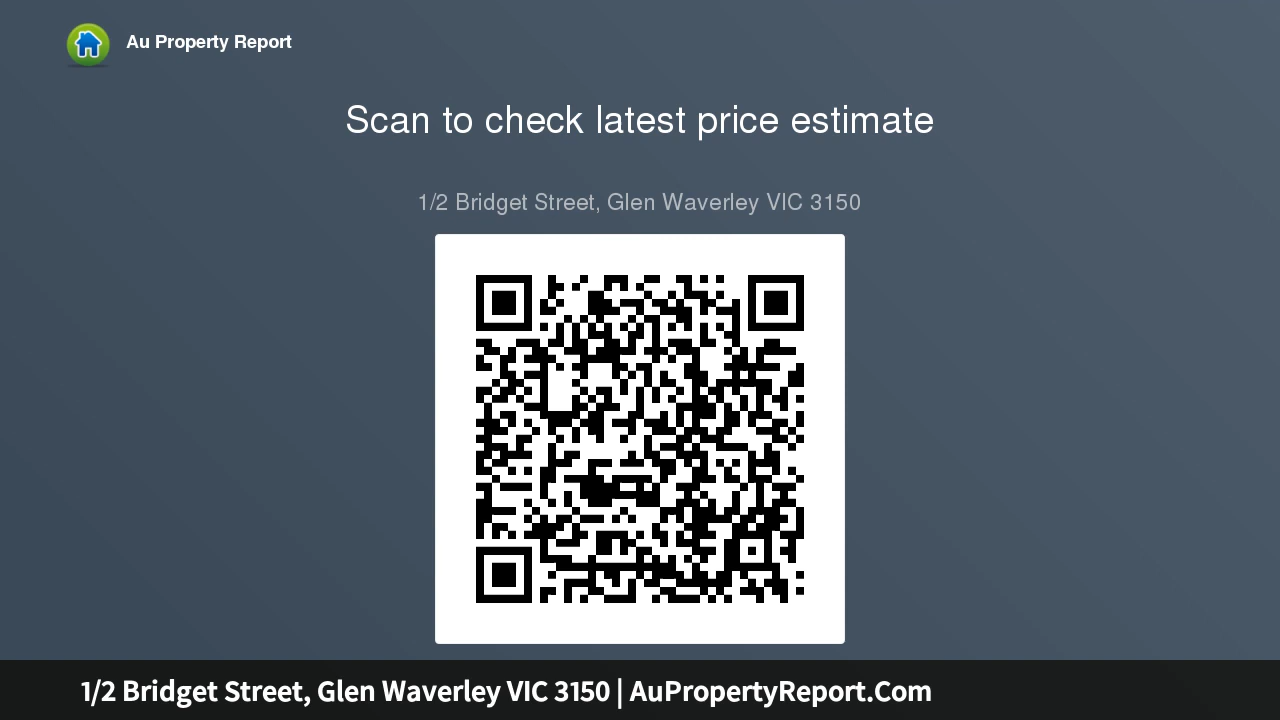 Au Property Report
Scan to check latest price estimate
1/2 Bridget Street, Glen Waverley VIC 3150
1/2 Bridget Street, Glen Waverley VIC 3150 | AuPropertyReport.Com